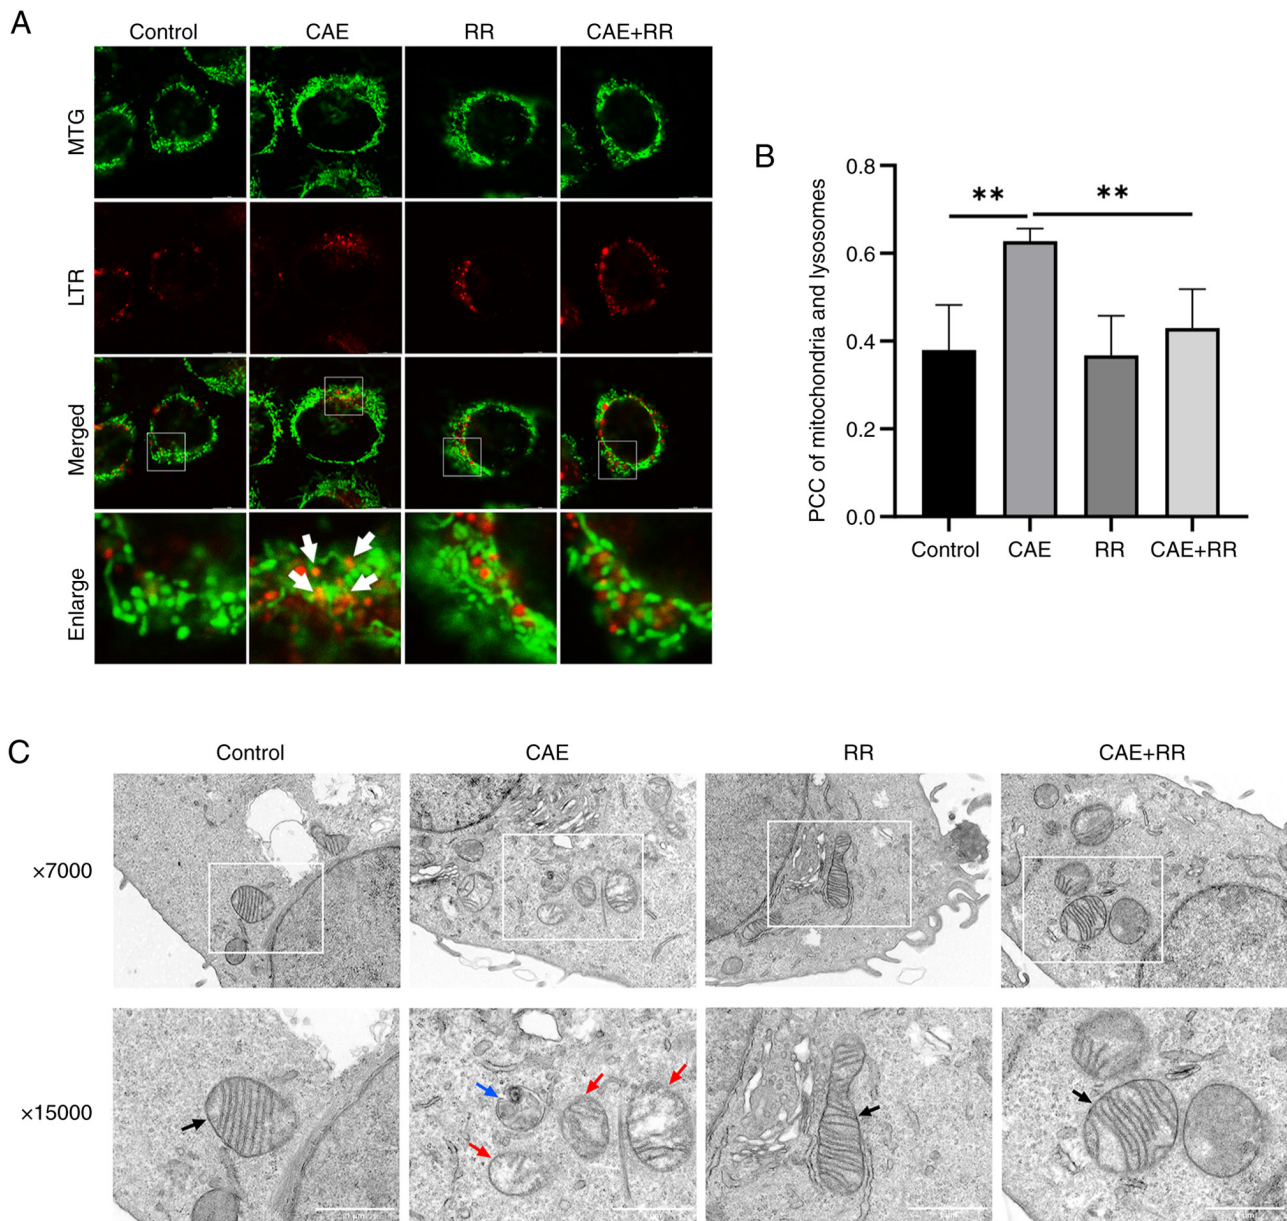 A
Control CAE RR CAE+RR
MTG
LTR
Merged
Enlarge
B
PCC of mitochondria and lysosomes
0.8
0.6
0.4
0.2
0.0
** **
Control CAE RR CAE+RR
C
Control CAE RR CAE+RR
×7000
×15000